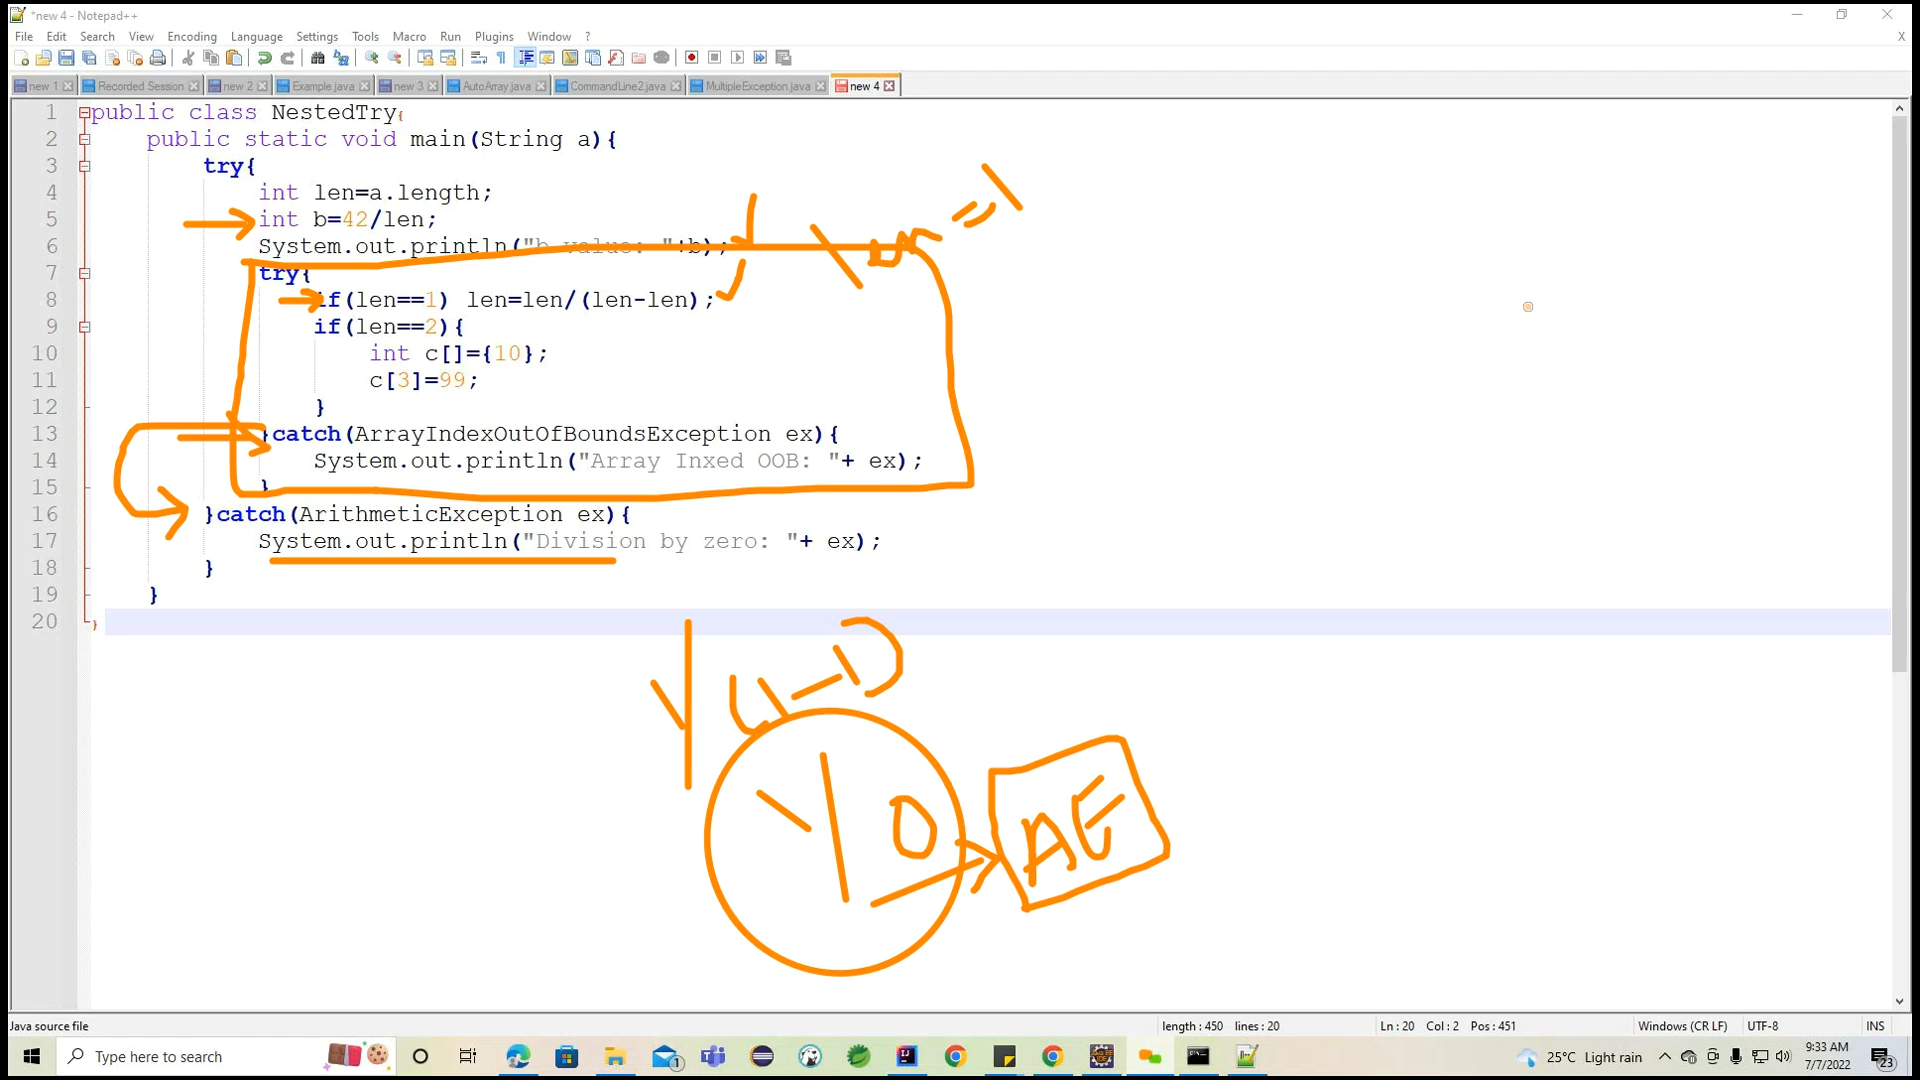 *new 4 - Notepad++
File Edit Search View Encoding Language Settings Tools Macro Run Plugins Window ? X
new 1 Recorded Session new 2 Example.java new 3 AutoArray.java CommandLine2.java MultipleException.java new 4
1 public class NestedTry{
2 public static void main(String a){
3 try{
4 int len=a.length;
5 int b=42/len;
6 System.out.println("b value: "+b);
7 try{
8 if(len==1) len=len/(len-len);
9 if(len==2){
10 int c[]={10};
11 c[3]=99;
12 }
13 }catch(ArrayIndexOutOfBoundsException ex){
14 System.out.println("Array Inxed OOB: "+ ex);
15 }
16 }catch(ArithmeticException ex){
17 System.out.println("Division by zero: "+ ex);
18 }
19 }
20 }
=1
AE
Java source file length : 450 lines : 20 Ln : 20 Col : 2 Pos : 451 Windows (CR LF) UTF-8 INS
Type here to search 1 25°C Light rain 9:33 AM
7/7/2022 23